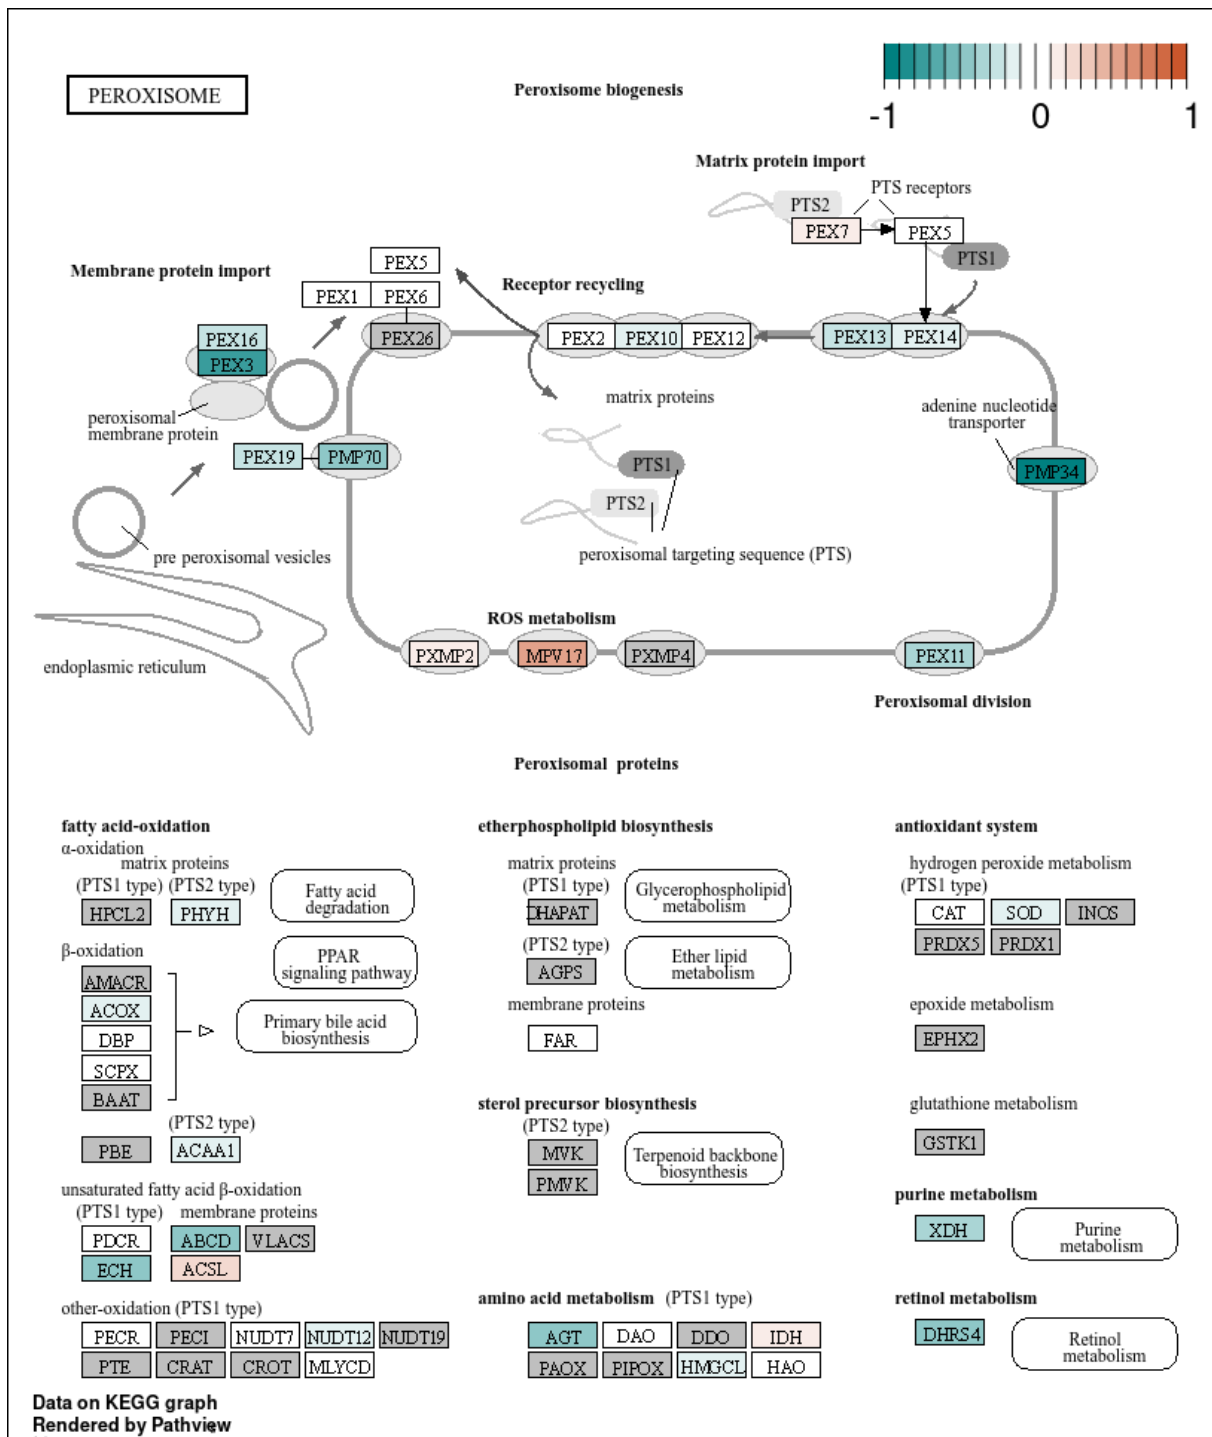 PEROXISOME
Peroxisome biogenesis
-1 0 1
Matrix protein import
PTS2
PTS receptors
PEX7
PEX5
PTS1
Membrane protein import
PEX5
PEX1 PEX6
Receptor recycling
PEX16
PEX3
PEX26
PEX2 PEX10 PEX12
PEX13 PEX14
peroxisomal
membrane protein
matrix proteins
adenine nucleotide
transporter
PEX19
PMP70
PTS1
PMP34
PTS2
pre peroxisomal vesicles
peroxisomal targeting sequence (PTS)
ROS metabolism
endoplasmic reticulum
PXMP2
MPV17
PXMP4
PEX11
Peroxisomal division
Peroxisomal proteins
fatty acid-oxidation
α-oxidation
matrix proteins
(PTS1 type) (PTS2 type)
HPCL2 PHYH
Fatty acid
degradation
β-oxidation
PPAR
signaling pathway
AMACR
ACOX
DBP
SCPX
BAAT
Primary bile acid
biosynthesis
(PTS2 type)
PBE ACAA1
unsaturated fatty acid β-oxidation
(PTS1 type) membrane proteins
PDCR ABCD VLACS
ECH ACSL
other-oxidation (PTS1 type)
PECR PECI NUDT7 NUDT12 NUDT19
PTE CRAT CROT MLYCD
etherphospholipid biosynthesis
matrix proteins
(PTS1 type)
DHAPAT
Glycerophospholipid
metabolism
(PTS2 type)
AGPS
Ether lipid
metabolism
membrane proteins
FAR
sterol precursor biosynthesis
(PTS2 type)
MVK
PMVK
Terpenoid backbone
biosynthesis
amino acid metabolism (PTS1 type)
AGT DAO DDO IDH
PAOX PIPOX HMGCL HAO
antioxidant system
hydrogen peroxide metabolism
(PTS1 type)
CAT SOD INOS
PRDX5 PRDX1
epoxide metabolism
EPHX2
glutathione metabolism
GSTK1
purine metabolism
XDH
Purine
metabolism
retinol metabolism
DHRS4
Retinol
metabolism
Data on KEGG graph
Rendered by Pathview